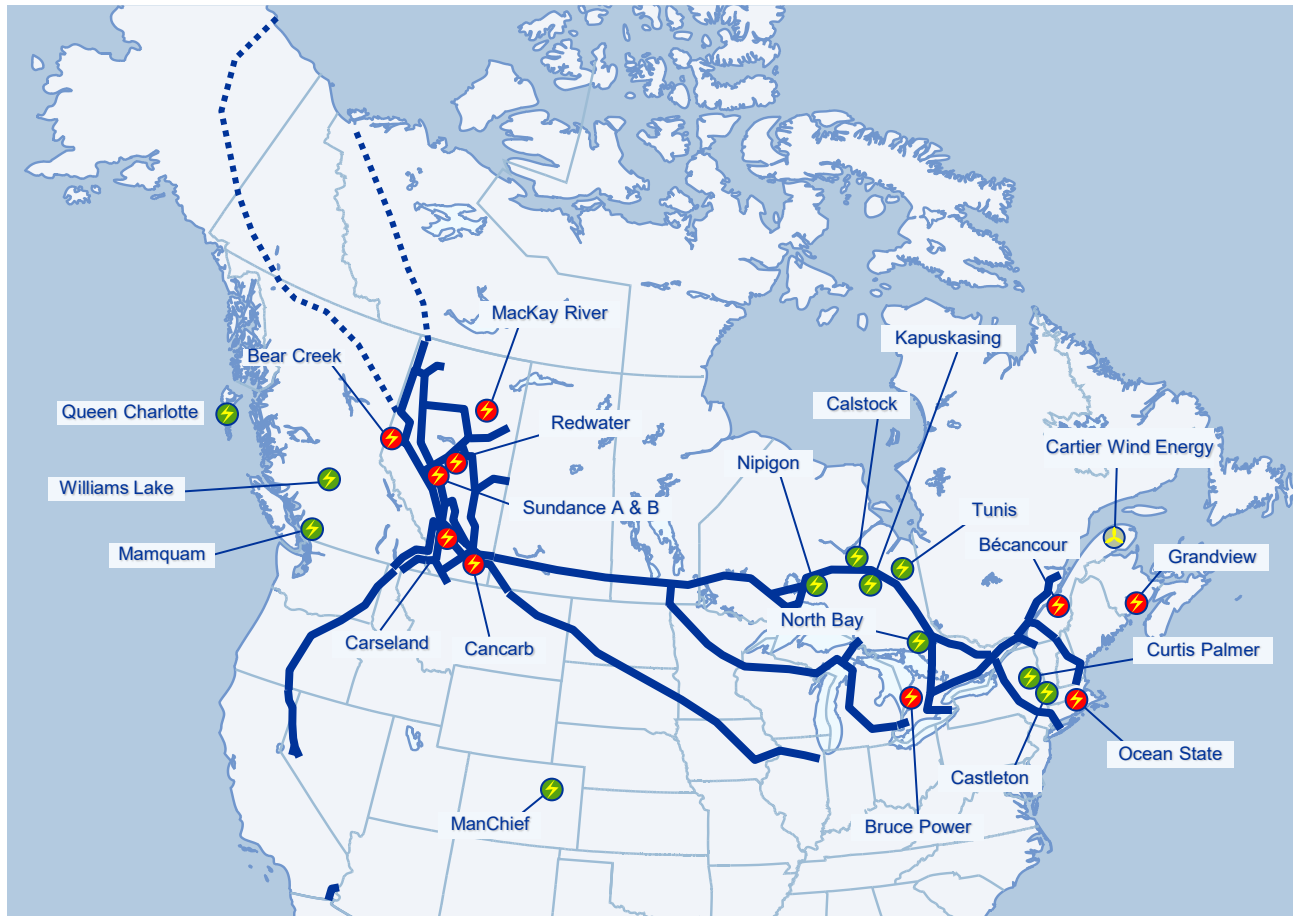 MacKay River
Kapuskasing
Bear Creek
Queen Charlotte
Calstock
Redwater
Cartier Wind Energy
Nipigon
Williams Lake
Sundance A & B
Tunis
Bécancour
Mamquam
Grandview
North Bay
Carseland
Cancarb
Curtis Palmer
Ocean State
Castleton
ManChief
Bruce Power